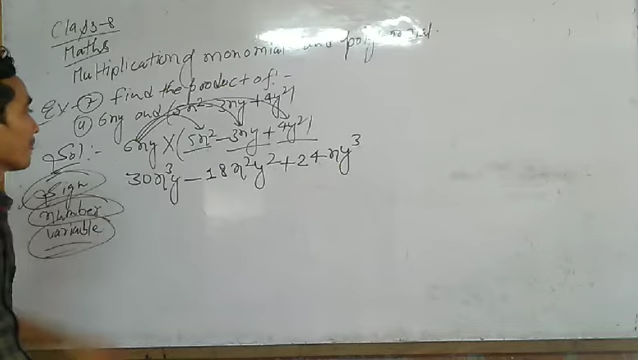 Class-8
Maths
Multiplication of monomial and polynomial.
Ex-② find the product of:-
ⓐ 6xy and (5x² - 3xy + 4y²)
Sol:-
6xy × (5x² - 3xy + 4y²)
30x³y - 18x²y² + 24xy³
sign
number
variable